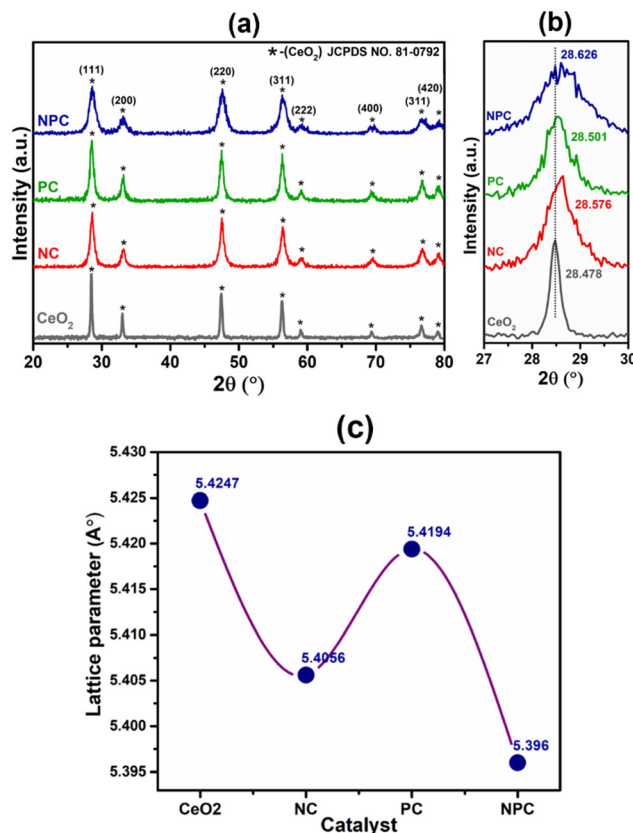 (a)
*-(CeO2) JCPDS NO. 81-0792
(111)
(200)
(220)
(311)
(222)
(400)
(311)
(420)
NPC
PC
NC
CeO2
* * * * * * * *
* * * * * * * *
* * * * * * * *
* * * * * * * *
Intensity (a.u.)
20 30 40 50 60 70 80
2θ (°)
(b)
28.626
NPC
28.501
PC
28.576
NC
28.478
CeO2
Intensity (a.u.)
27 28 29 30
2θ (°)
(c)
5.430
5.425
5.420
5.415
5.410
5.405
5.400
5.395
Lattice parameter (A°)
5.4247
5.4056
5.4194
5.396
CeO2 NC PC NPC
Catalyst